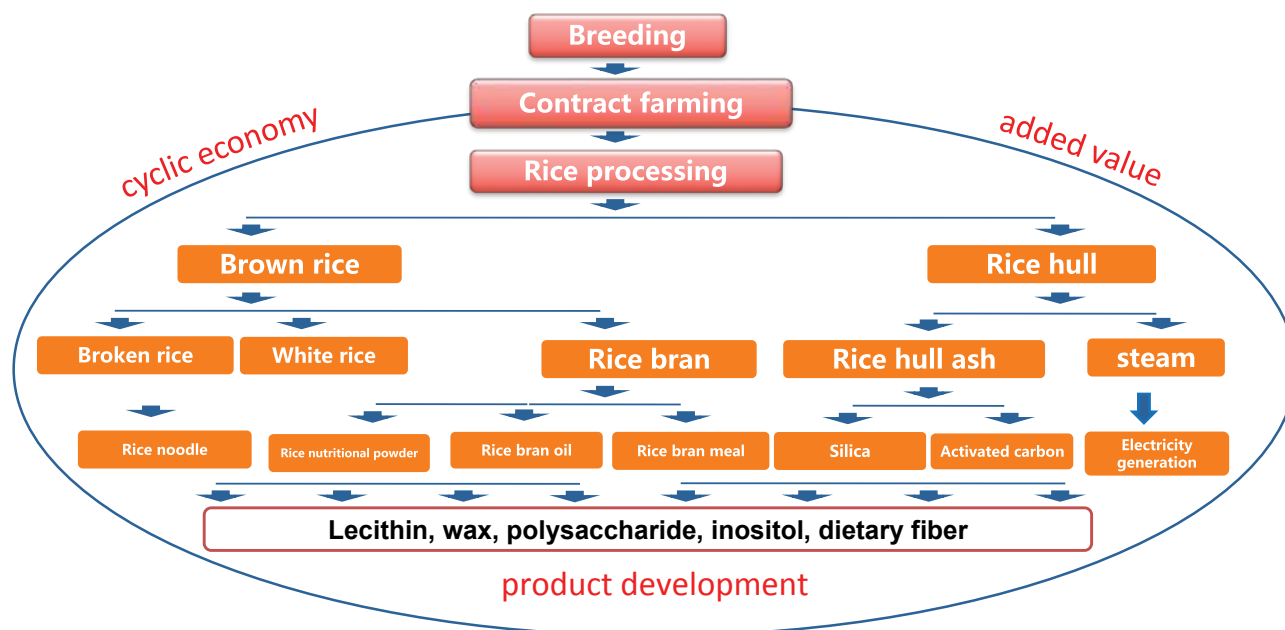 Breeding
Contract farming
cyclic economy
added value
Rice processing
Brown rice
Rice hull
Broken rice
White rice
Rice bran
Rice hull ash
steam
Rice noodle
Rice nutritional powder
Rice bran oil
Rice bran meal
Silica
Activated carbon
Electricity
generation
Lecithin, wax, polysaccharide, inositol, dietary fiber
product development